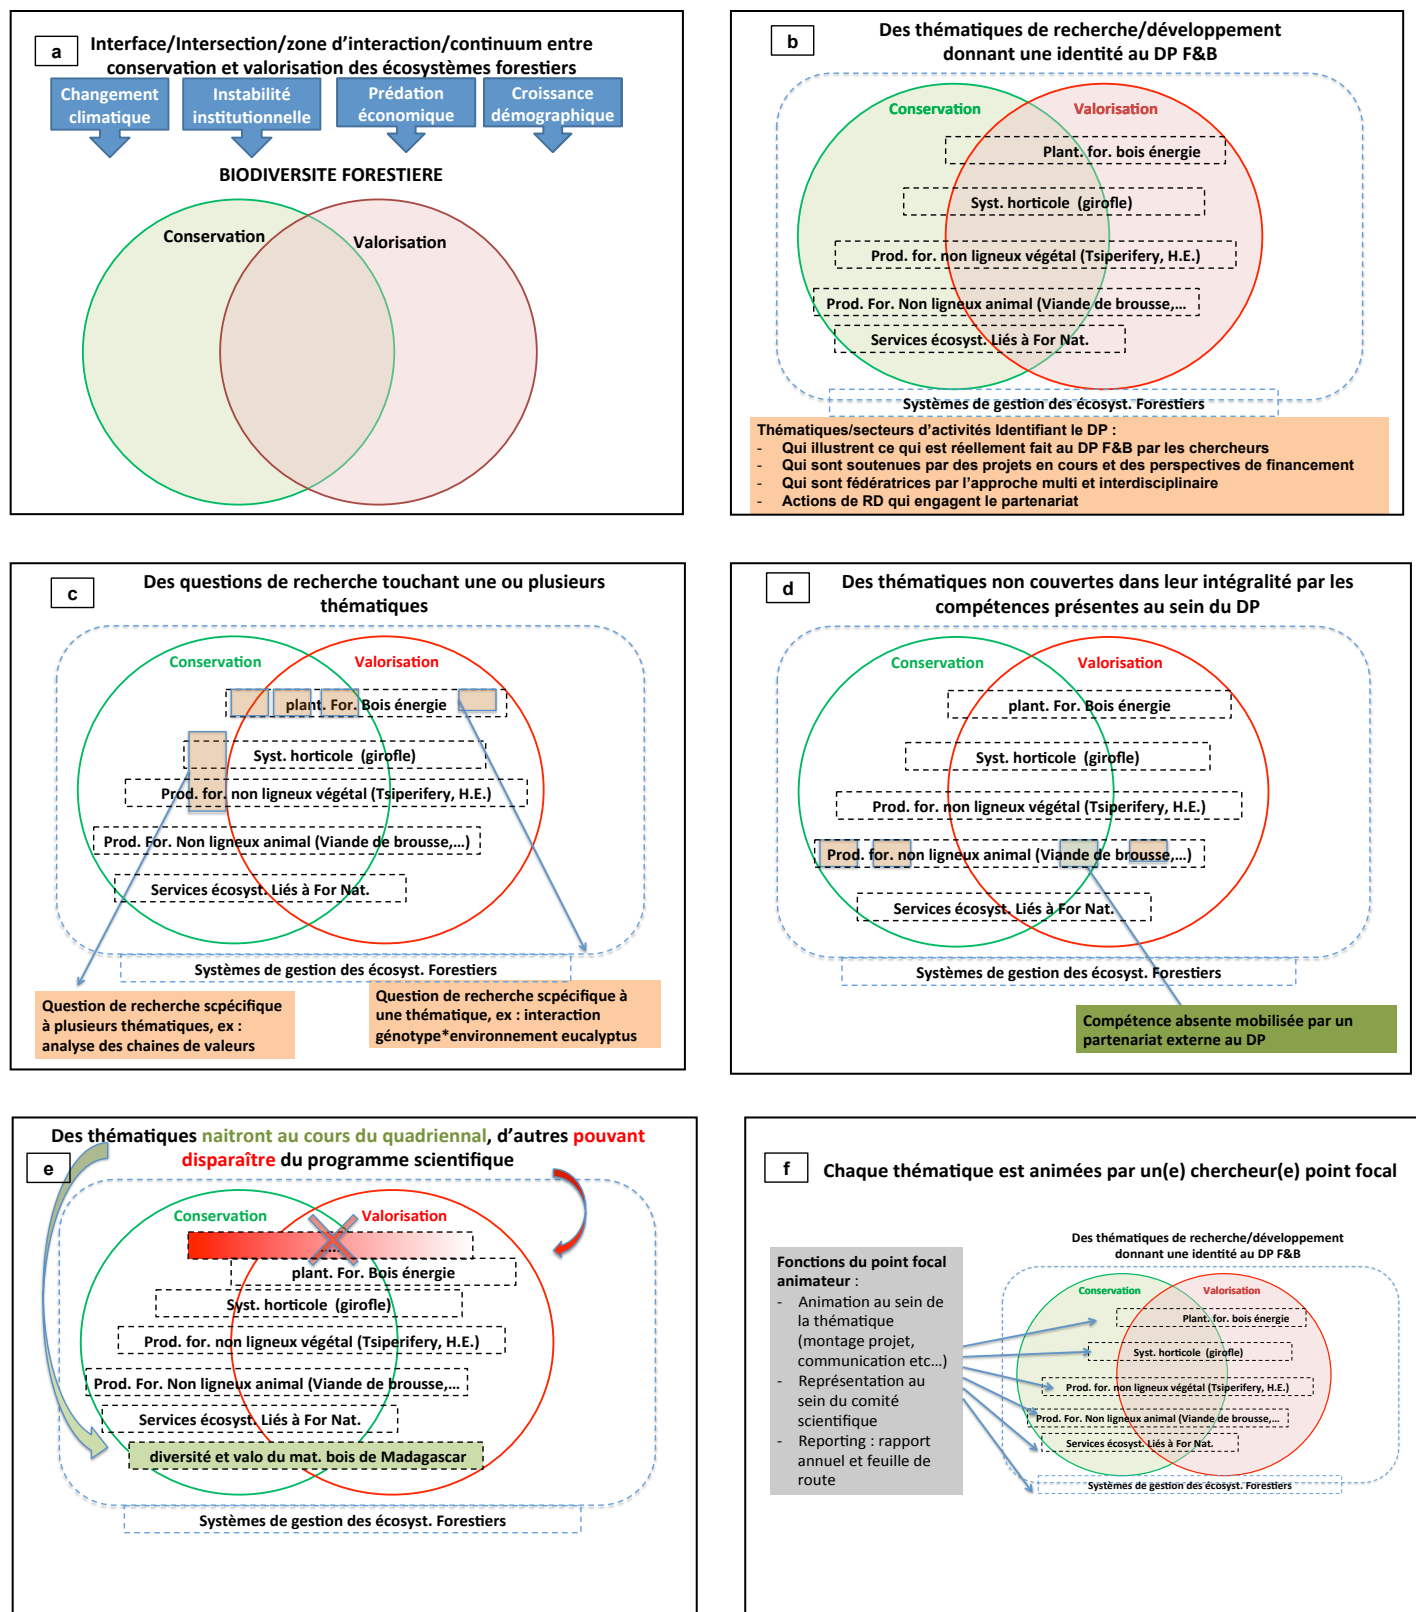 a
Interface/Intersection/zone d'interaction/continuum entre
conservation et valorisation des écosystèmes forestiers
Changement
climatique
Instabilité
institutionnelle
Prédation
économique
Croissance
démographique
BIODIVERSITE FORESTIERE
Conservation
Valorisation
b
Des thématiques de recherche/développement
donnant une identité au DP F&B
Conservation
Valorisation
Plant. for. bois énergie
Syst. horticole (girofle)
Prod. for. non ligneux végétal (Tsiperifery, H.E.)
Prod. For. Non ligneux animal (Viande de brousse,...
Services écosyst. Liés à For Nat.
Systèmes de gestion des écosyst. Forestiers
Thématiques/secteurs d'activités Identifiant le DP :
- Qui illustrent ce qui est réellement fait au DP F&B par les chercheurs
- Qui sont soutenues par des projets en cours et des perspectives de financement
- Qui sont fédératrices par l'approche multi et interdisciplinaire
- Actions de RD qui engagent le partenariat
c
Des questions de recherche touchant une ou plusieurs
thématiques
Conservation
Valorisation
plant. For. Bois énergie
Syst. horticole (girofle)
Prod. for. non ligneux végétal (Tsiperifery, H.E.)
Prod. For. Non ligneux animal (Viande de brousse,...)
Services écosyst. Liés à For Nat.
Systèmes de gestion des écosyst. Forestiers
Question de recherche scpécifique
à plusieurs thématiques, ex :
analyse des chaines de valeurs
Question de recherche scpécifique à
une thématique, ex : interaction
génotype*environnement eucalyptus
d
Des thématiques non couvertes dans leur intégralité par les
compétences présentes au sein du DP
Conservation
Valorisation
plant. For. Bois énergie
Syst. horticole (girofle)
Prod. for. non ligneux végétal (Tsiperifery, H.E.)
Prod. for. non ligneux animal (Viande de brousse,...)
Services écosyst. Liés à For Nat.
Systèmes de gestion des écosyst. Forestiers
Compétence absente mobilisée par un
partenariat externe au DP
e
Des thématiques naitront au cours du quadriennal, d'autres pouvant
disparaître du programme scientifique
Conservation
Valorisation
.....
plant. For. Bois énergie
Syst. horticole (girofle)
Prod. for. non ligneux végétal (Tsiperifery, H.E.)
Prod. For. Non ligneux animal (Viande de brousse,...
Services écosyst. Liés à For Nat.
diversité et valo du mat. bois de Madagascar
Systèmes de gestion des écosyst. Forestiers
f
Chaque thématique est animées par un(e) chercheur(e) point focal
Fonctions du point focal
animateur :
- Animation au sein de
la thématique
(montage projet,
communication etc...)
- Représentation au
sein du comité
scientifique
- Reporting : rapport
annuel et feuille de
route
Des thématiques de recherche/développement
donnant une identité au DP F&B
Conservation
Valorisation
Plant. for. bois énergie
Syst. horticole (girofle)
Prod. for. non ligneux végétal (Tsiperifery, H.E.)
Prod. For. Non ligneux animal (Viande de brousse,...
Services écosyst. Liés à For Nat.
Systèmes de gestion des écosyst. Forestiers